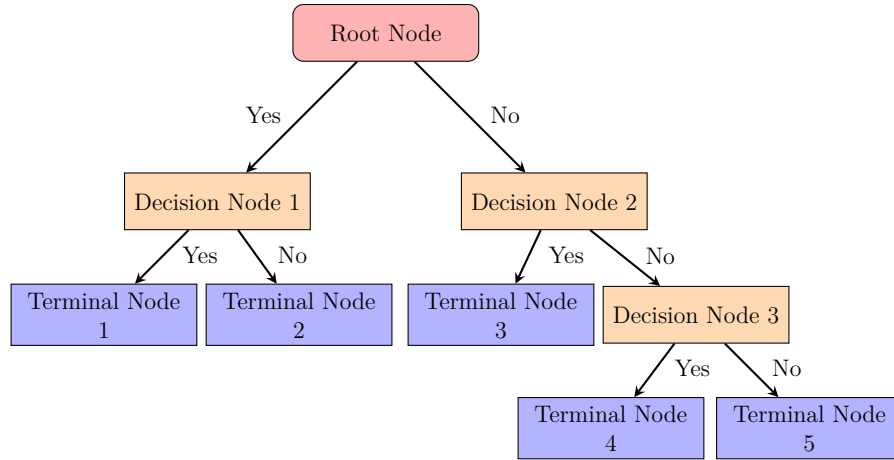 Root Node
Yes
No
Decision Node 1
Decision Node 2
Yes
No
Yes
No
Terminal Node
1
Terminal Node
2
Terminal Node
3
Decision Node 3
Yes
No
Terminal Node
4
Terminal Node
5